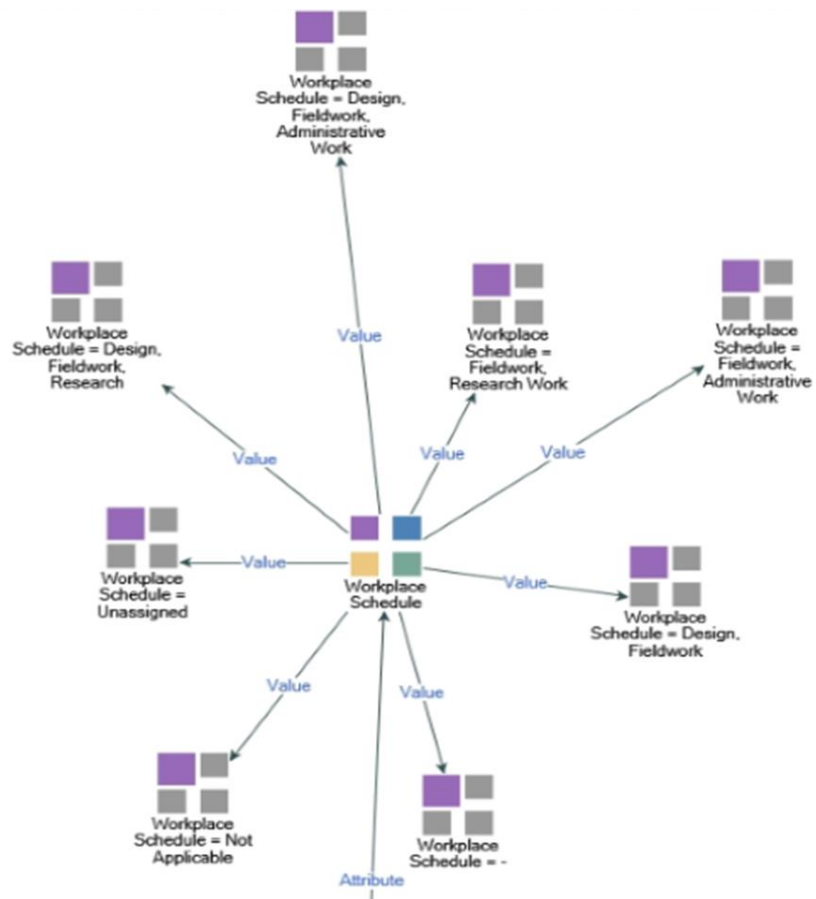 Workplace
Schedule = Design,
Fieldwork,
Administrative
Work
Workplace
Schedule = Design,
Fieldwork,
Research
Value
Workplace
Schedule =
Fieldwork,
Research Work
Workplace
Schedule =
Fieldwork,
Administrative
Work
Value
Value
Value
Workplace
Schedule =
Unassigned
Value
Workplace
Schedule
Value
Workplace
Schedule = Design,
Fieldwork
Value
Value
Workplace
Schedule = Not
Applicable
Workplace
Schedule = -
Attribute